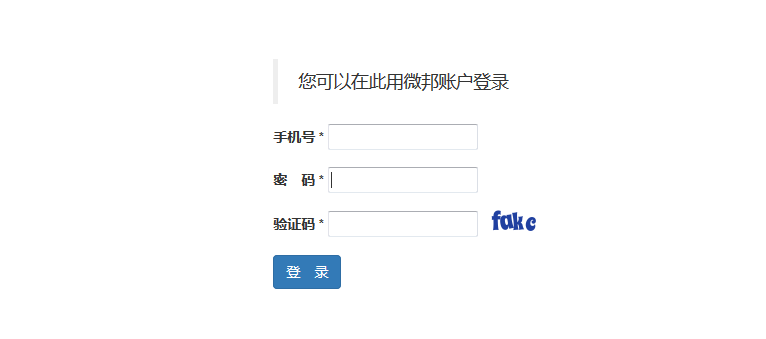 您可以在此用微邦账户登录
手机号 *
密 码 *
验证码 * fakc
登 录